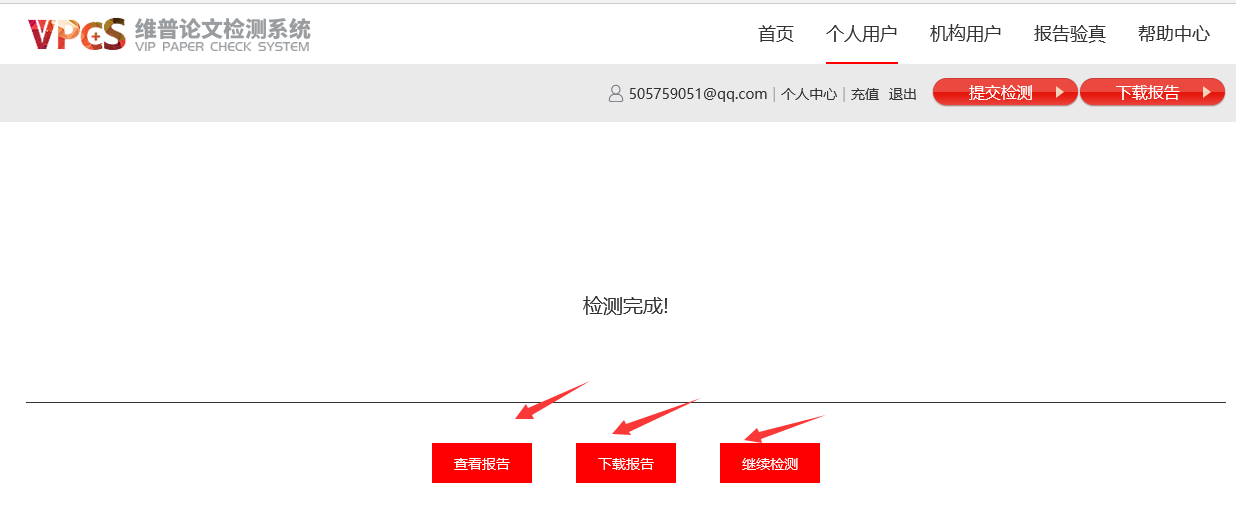 VPCS 维普论文检测系统
VIP PAPER CHECK SYSTEM
首页 个人用户 机构用户 报告验真 帮助中心
505759051@qq.com | 个人中心 | 充值 退出 提交检测 下载报告
检测完成!
查看报告 下载报告 继续检测